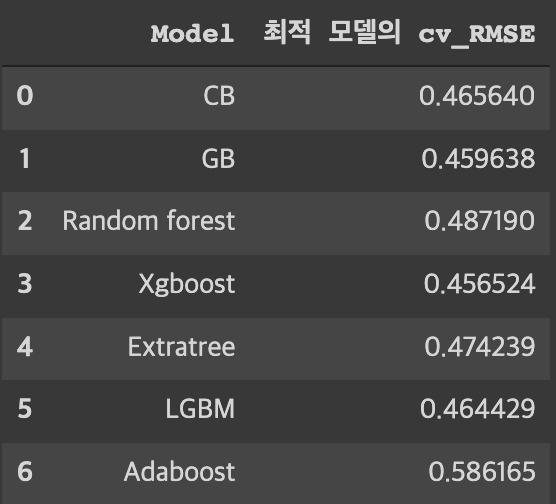 Model 최적 모델의 cv_RMSE
0 CB 0.465640
1 GB 0.459638
2 Random forest 0.487190
3 Xgboost 0.456524
4 Extratree 0.474239
5 LGBM 0.464429
6 Adaboost 0.586165